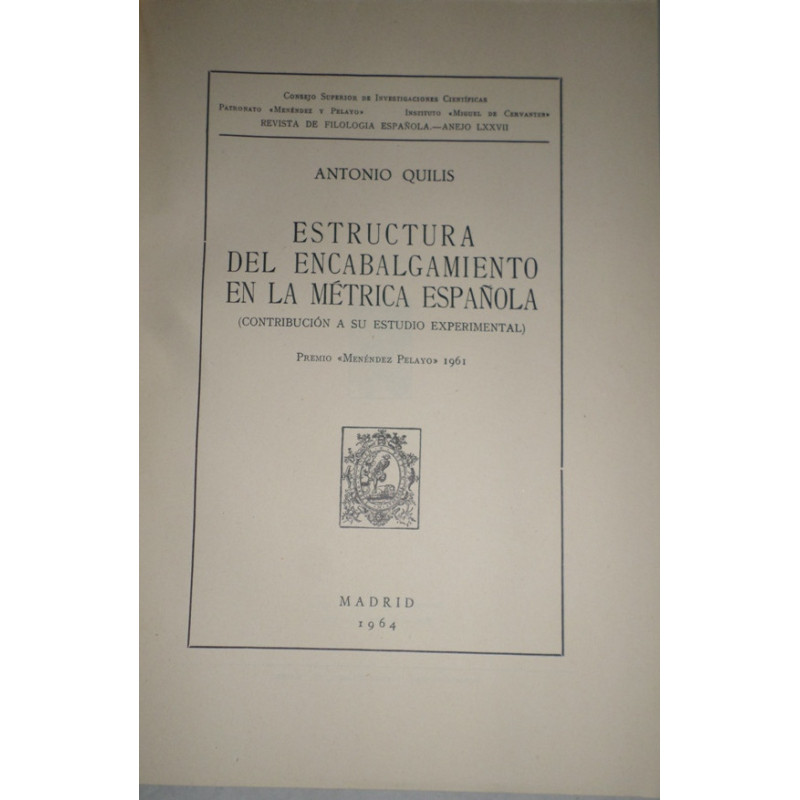 Consejo Superior de Investigaciones Científicas
Patronato «Menéndez y Pelayo» Instituto «Miguel de Cervantes»
REVISTA DE FILOLOGIA ESPAÑOLA.—ANEJO LXXVII
ANTONIO QUILIS
ESTRUCTURA
DEL ENCABALGAMIENTO
EN LA MÉTRICA ESPAÑOLA
(CONTRIBUCIÓN A SU ESTUDIO EXPERIMENTAL)
Premio «Menéndez Pelayo» 1961
MADRID
1964